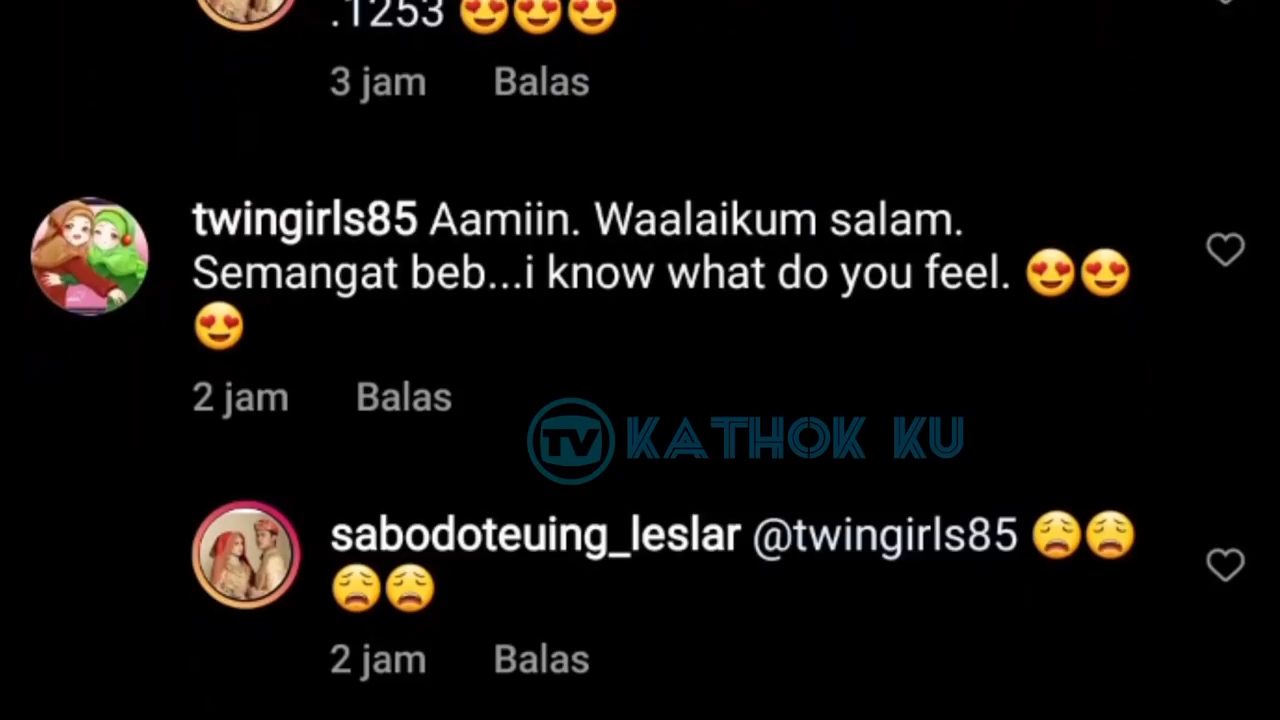 .1253 😍😍😍
3 jam Balas
twingirls85 Aamiin. Waalaikum salam.
Semangat beb...i know what do you feel. 😍😍
😍
2 jam Balas
TV KATHOK KU
sabodoteuing_leslar @twingirls85 😩😩
😩😩
2 jam Balas